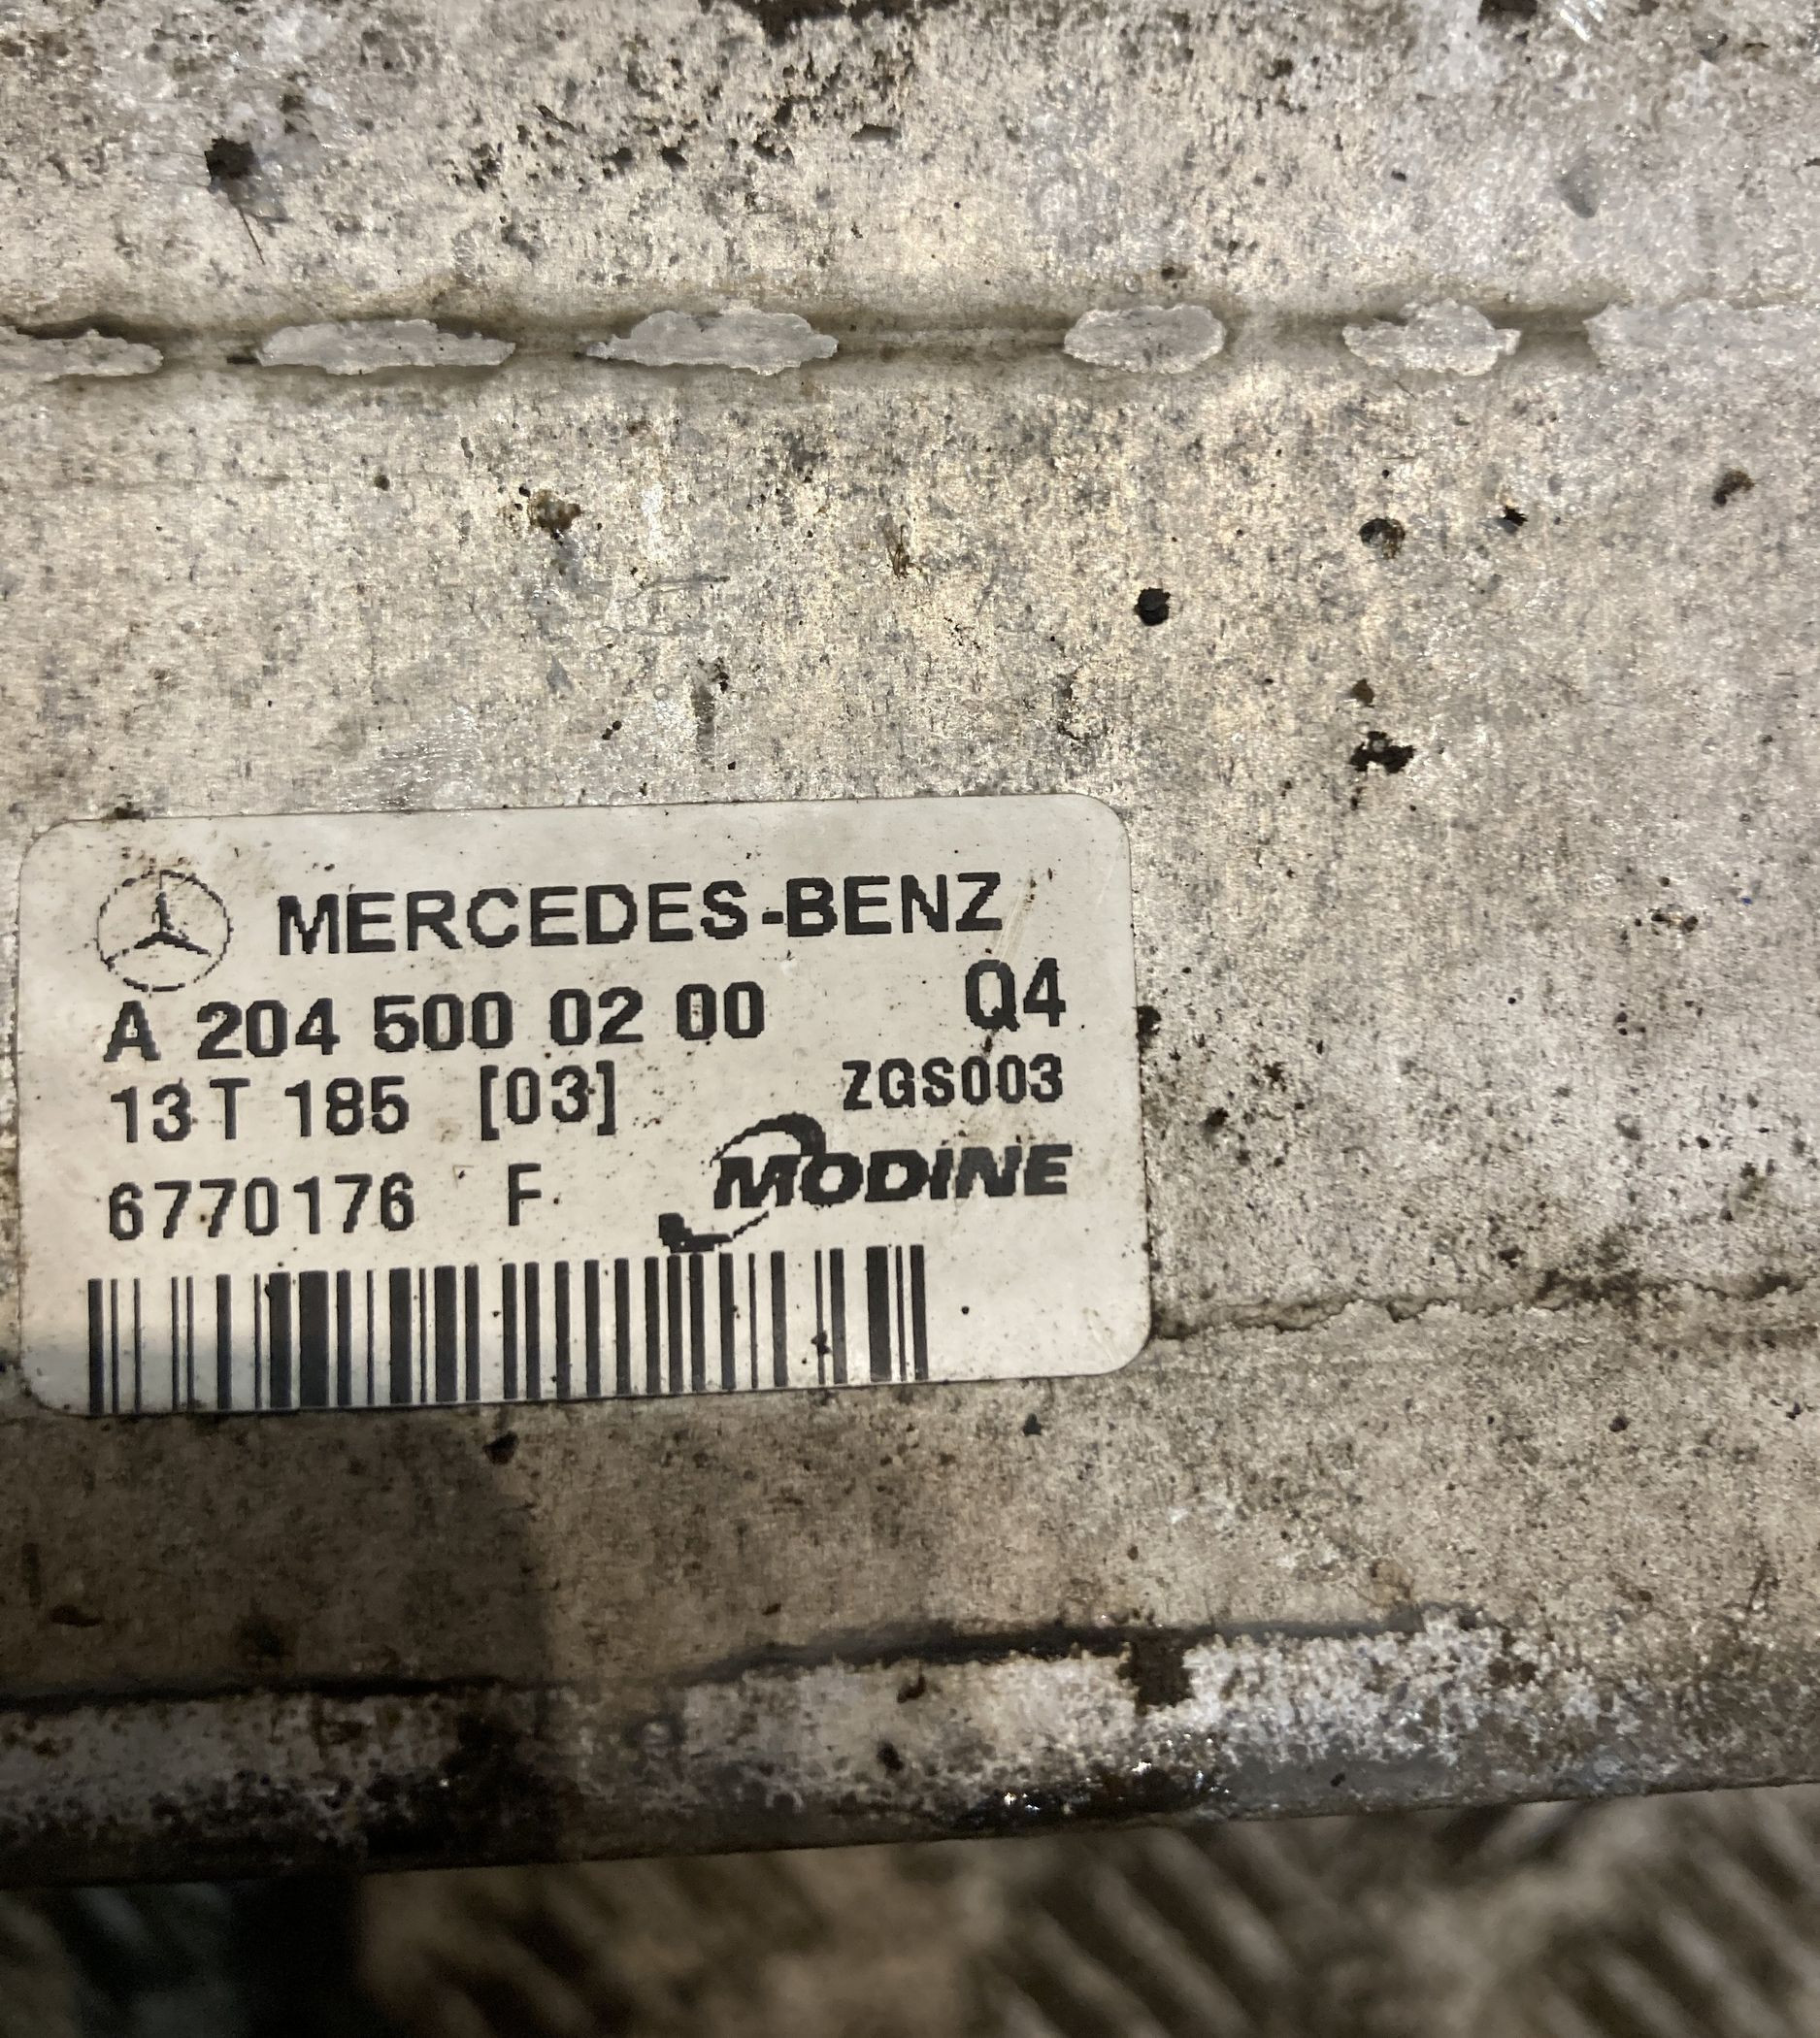 MERCEDES-BENZ
A 204 500 02 00 Q4
13 T 185 [03] ZGS003
6770176 F MODINE